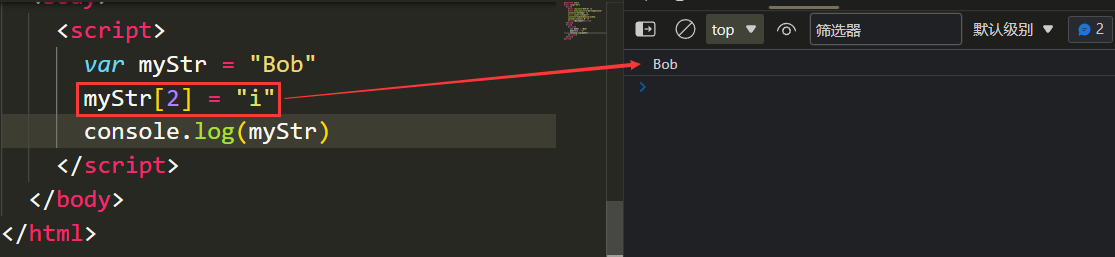 <body>
<script>
var myStr = "Bob"
myStr[2] = "i"
console.log(myStr)
</script>
</body>
</html>
top
筛选器
默认级别
2
Bob